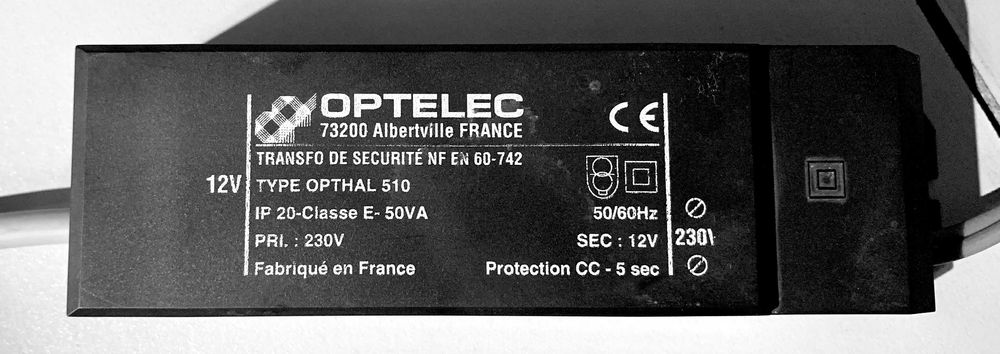 OPTELEC
73200 Albertville FRANCE
CE
TRANSFO DE SECURITÉ NF EN 60-742
12V
TYPE OPTHAL 510
IP 20-Classe E- 50VA
50/60Hz
PRI. : 230V
SEC : 12V
230V
Fabriqué en France
Protection CC - 5 sec